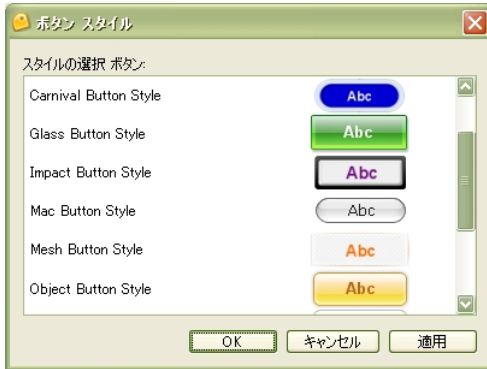 ボタン スタイル
スタイルの選択 ボタン:
Carnival Button Style Abc
Glass Button Style Abc
Impact Button Style Abc
Mac Button Style Abc
Mesh Button Style Abc
Object Button Style Abc
OK キャンセル 適用